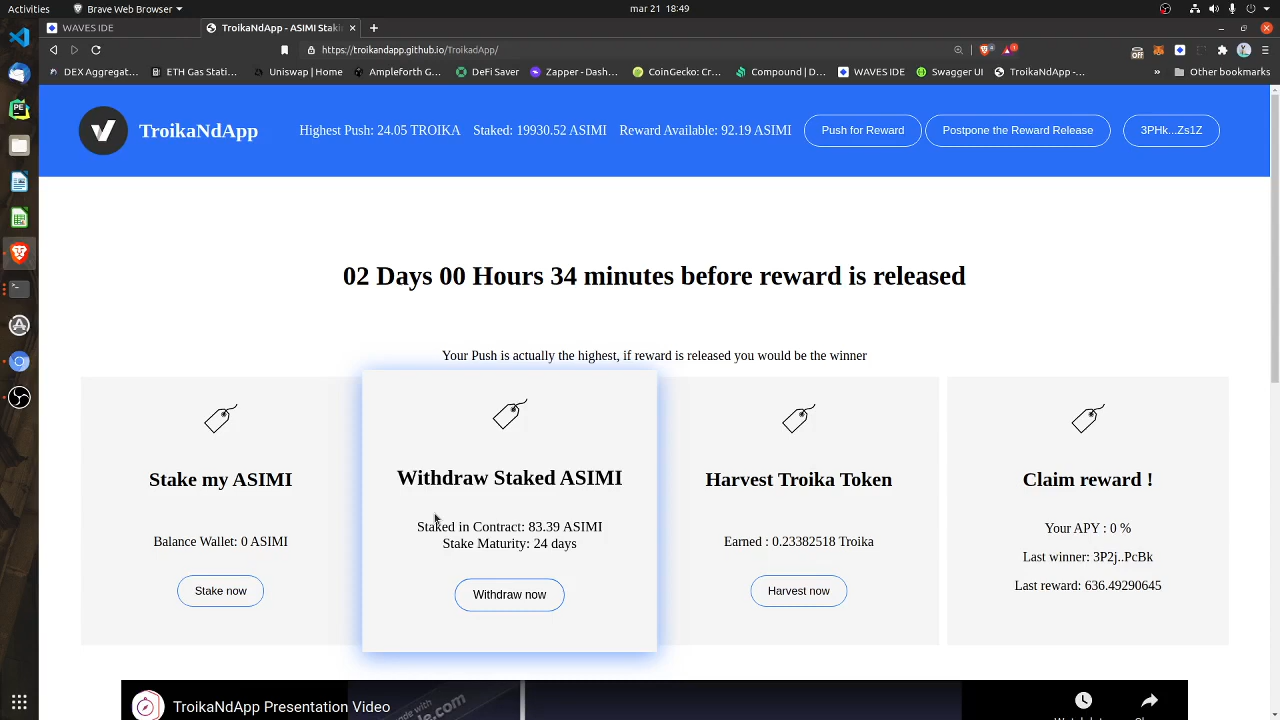 Activities
Brave Web Browser
mar 21 18:49
WAVES IDE
TroikaNdApp - ASIMI Staki
https://troikandapp.github.io/TroikadApp/
DEX Aggregat...
ETH Gas Stati...
Uniswap | Home
Ampleforth G...
DeFi Saver
Zapper - Dash...
CoinGecko: Cr...
Compound | D...
WAVES IDE
Swagger UI
TroikaNdApp -...
»
Other bookmarks
TroikaNdApp
Highest Push: 24.05 TROIKA
Staked: 19930.52 ASIMI
Reward Available: 92.19 ASIMI
Push for Reward
Postpone the Reward Release
3PHk...Zs1Z
02 Days 00 Hours 34 minutes before reward is released
Your Push is actually the highest, if reward is released you would be the winner
Stake my ASIMI
Balance Wallet: 0 ASIMI
Stake now
Withdraw Staked ASIMI
Staked in Contract: 83.39 ASIMI
Stake Maturity: 24 days
Withdraw now
Harvest Troika Token
Earned : 0.23382518 Troika
Harvest now
Claim reward !
Your APY : 0 %
Last winner: 3P2j..PcBk
Last reward: 636.49290645
TroikaNdApp Presentation Video